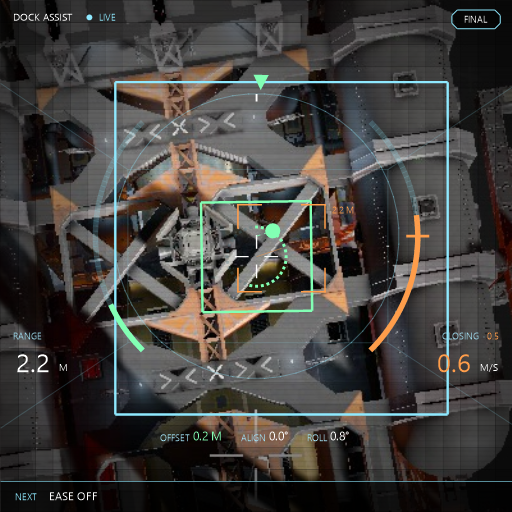 DOCK ASSIST LIVE FINAL
2 M
RANGE CLOSING 0.5
2.2 M 0.6 M/S
OFFSET 0.2 M ALIGN 0.0° ROLL 0.8°
NEXT EASE OFF